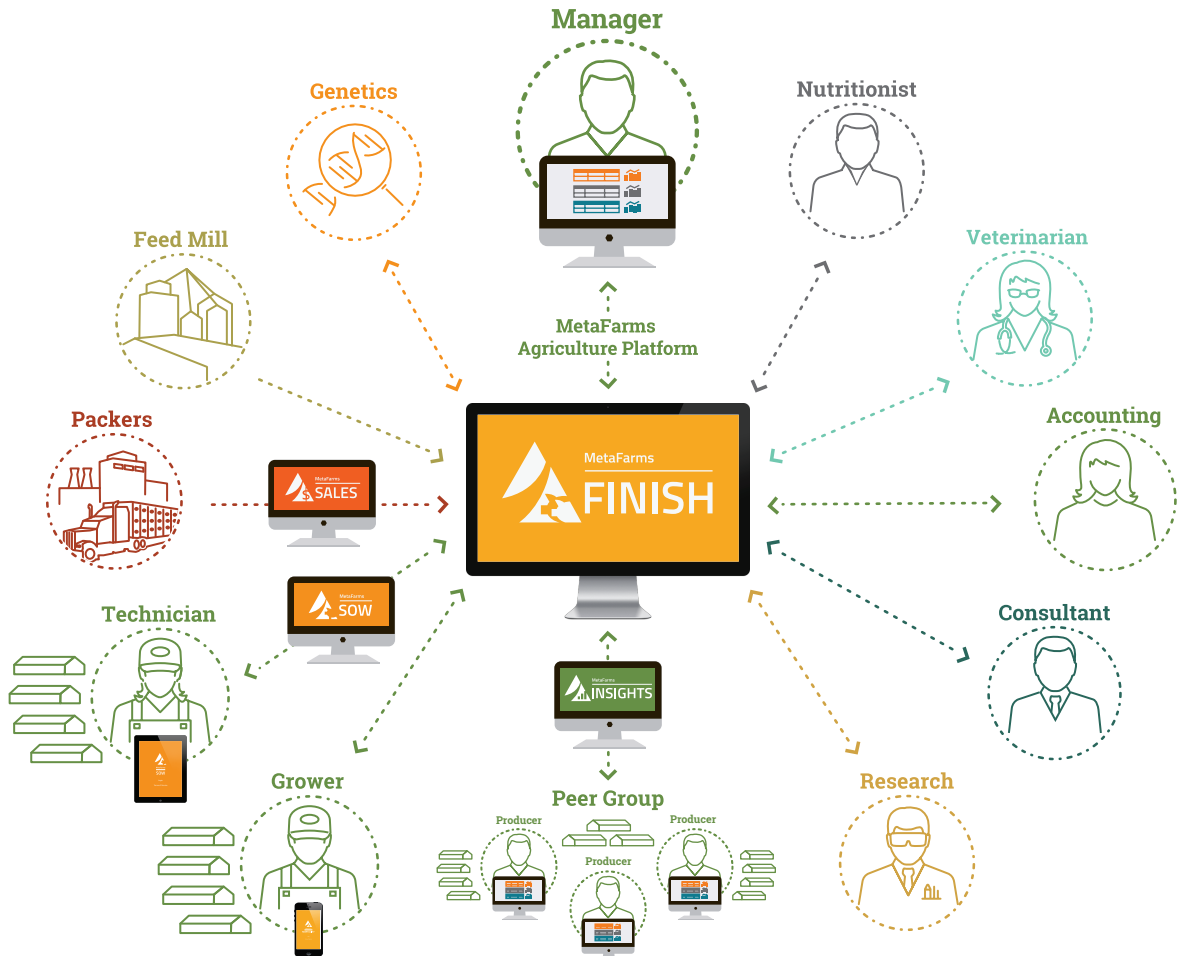 Manager
Genetics
Nutritionist
Feed Mill
Veterinarian
MetaFarms
Agriculture Platform
Packers
Accounting
MetaFarms
SALES
MetaFarms
FINISH
MetaFarms
SOW
Technician
Consultant
MetaFarms
INSIGHTS
SOW
Grower
Peer Group
Research
Producer
Producer
Producer